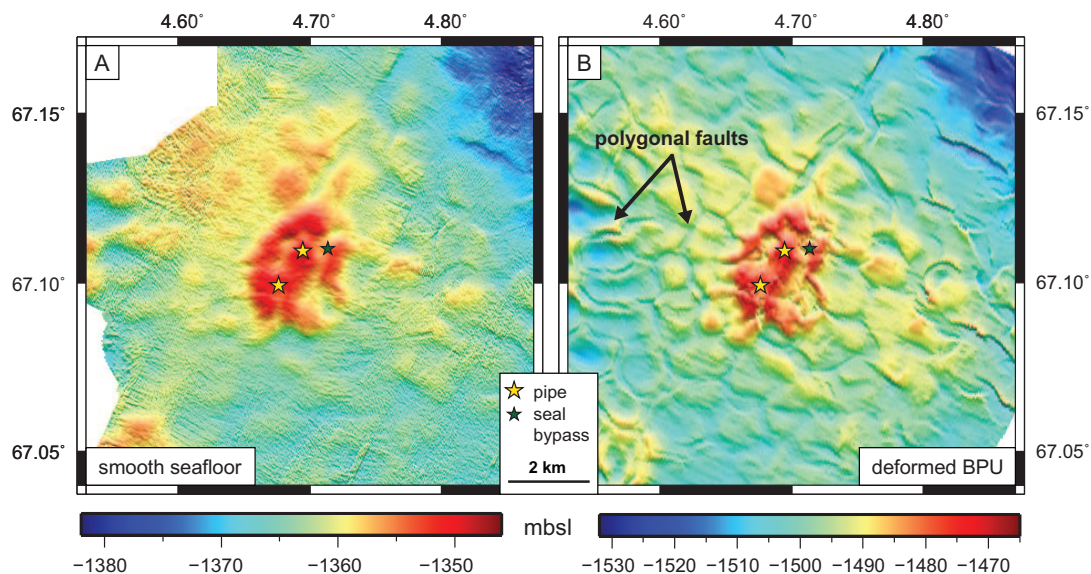 4.60° 4.70° 4.80° 4.60° 4.70° 4.80°
A B
67.15° 67.15°
polygonal faults
67.10° 67.10°
pipe
seal
bypass
2 km
67.05° 67.05°
smooth seafloor deformed BPU
mbsl
−1380 −1370 −1360 −1350 −1530 −1520 −1510 −1500 −1490 −1480 −1470